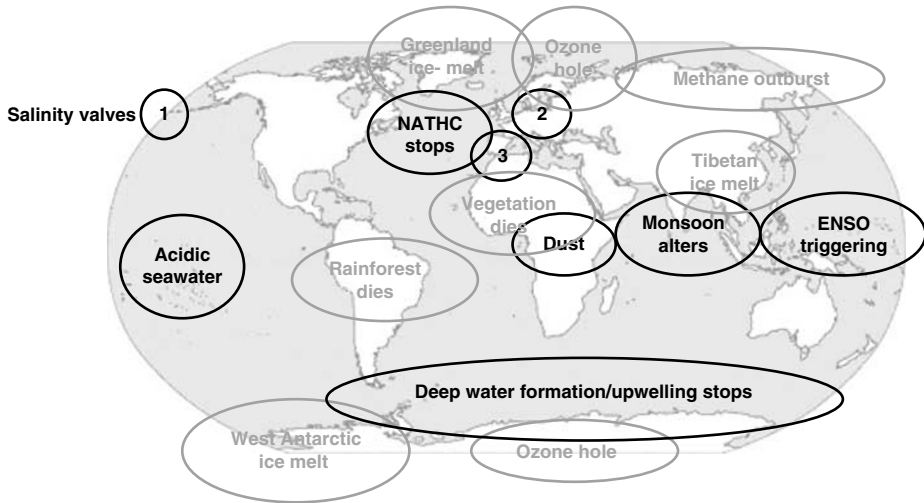 Greenland
ice- melt
Ozone
hole
Methane outburst
Salinity valves
1
NATHC
stops
2
3
Tibetan
ice melt
Vegetation
dies
Dust
Monsoon
alters
ENSO
triggering
Acidic
seawater
Rainforest
dies
Deep water formation/upwelling stops
West Antarctic
ice melt
Ozone hole